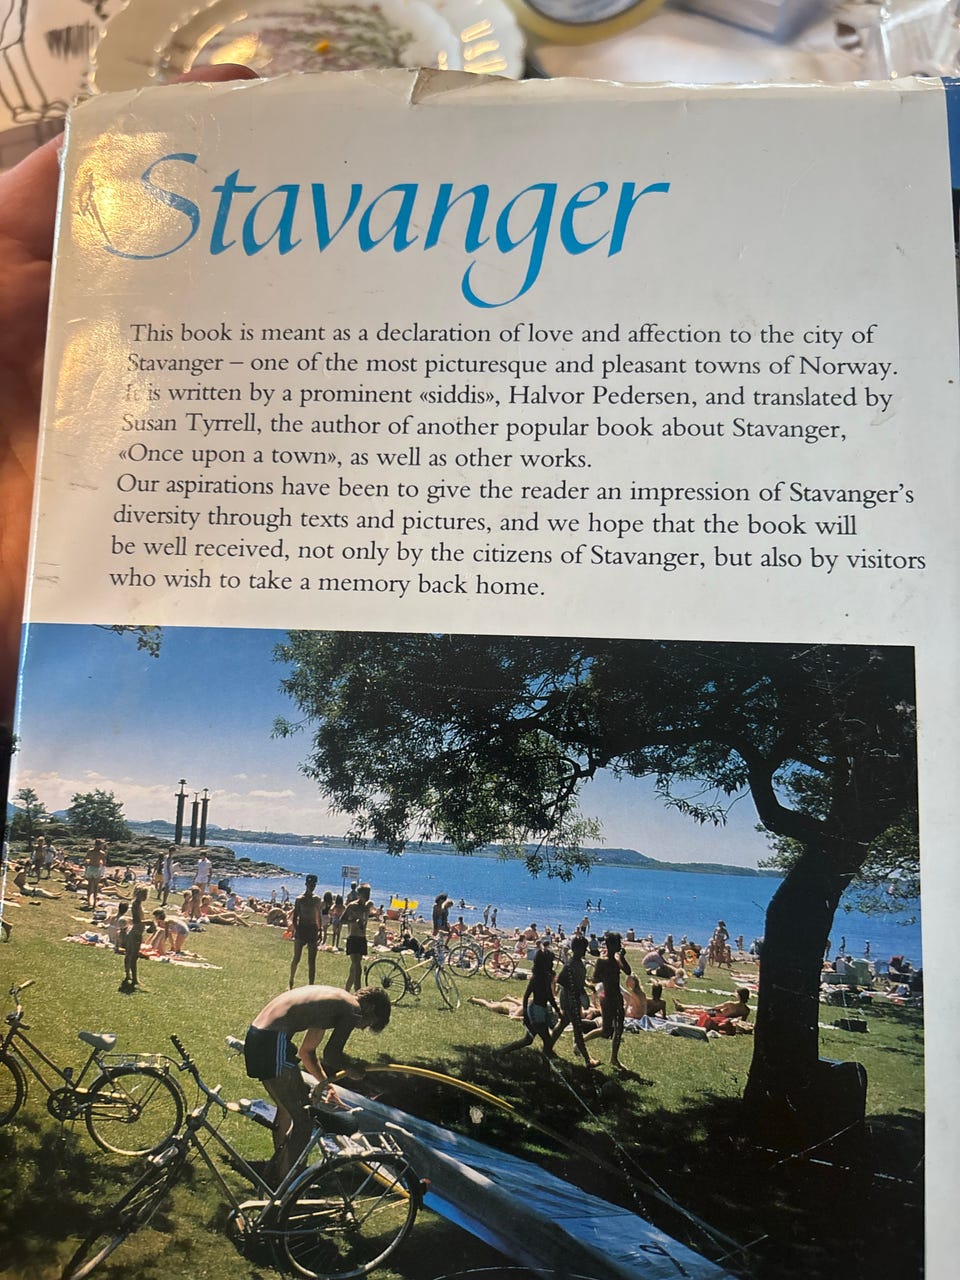 Stavanger
This book is meant as a declaration of love and affection to the city of
Stavanger – one of the most picturesque and pleasant towns of Norway.
It is written by a prominent «siddis», Halvor Pedersen, and translated by
Susan Tyrrell, the author of another popular book about Stavanger,
«Once upon a town», as well as other works.
Our aspirations have been to give the reader an impression of Stavanger’s
diversity through texts and pictures, and we hope that the book will
be well received, not only by the citizens of Stavanger, but also by visitors
who wish to take a memory back home.